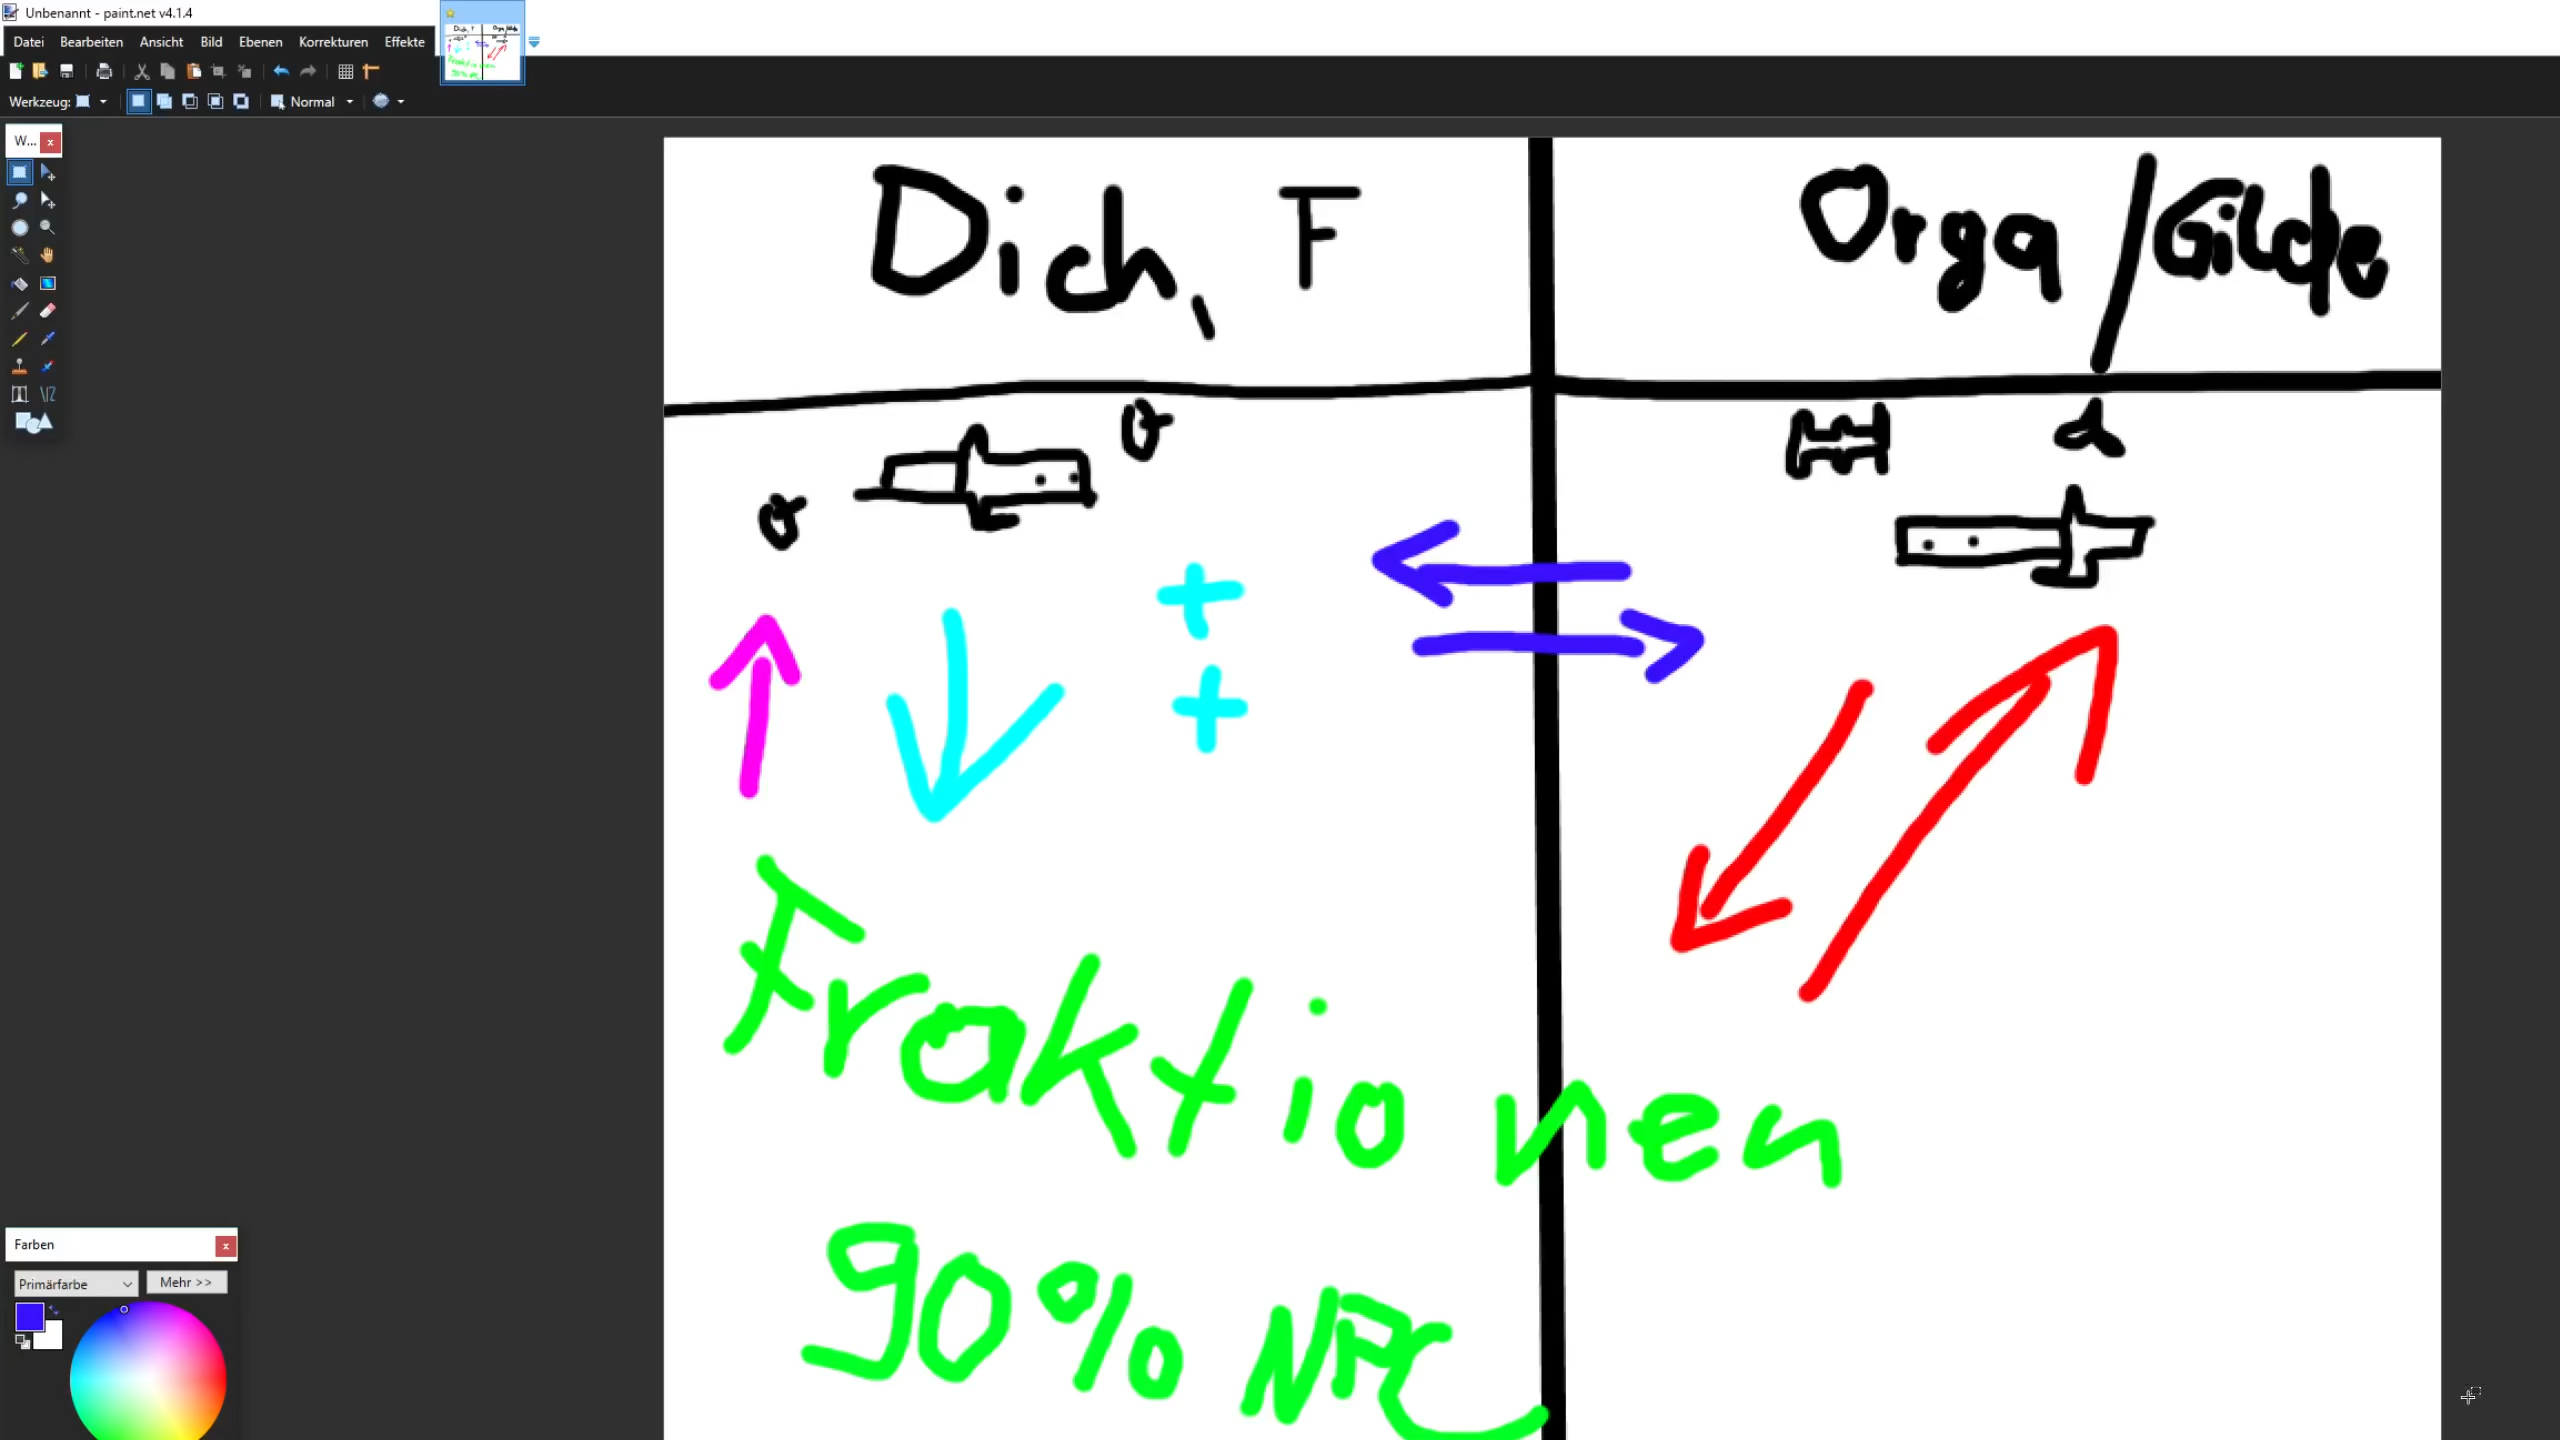 Unbenannt - paint.net v4.1.4
Datei Bearbeiten Ansicht Bild Ebenen Korrekturen Effekte
Werkzeug: Normal
W...
Dich, F
Orga/Gilde
Fraktionen
90% NPC
Farben
Primärfarbe
Mehr >>